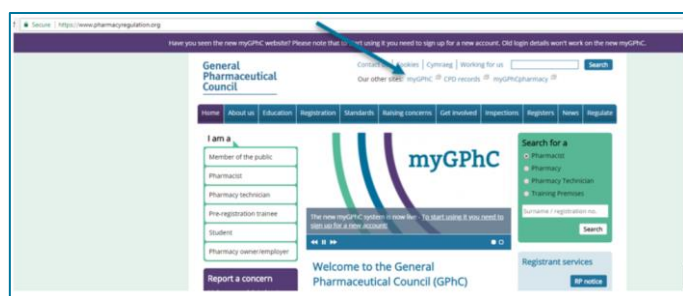 Secure https://www.pharmacyregulation.org
Have you seen the new myGPhC website? Please note that to start using it you need to sign up for a new account. Old login details won't work on the new myGPhC.
General
Pharmaceutical
Council
Cookies Cymraeg Working for us Search
Our other sites: myGPhC CPD records myGPhCpharmacy
Home About us Education Registration Standards Raising concerns Get involved Inspections Registers News Regulate
I am a
Member of the public
Pharmacist
Pharmacy technician
Pre-registration trainee
Student
Pharmacy owner/employer
Report a concern
myGPhC
The new myGPhC system is now live. To start using it you need to
sign up for a new account.
Welcome to the General
Pharmaceutical Council (GPhC)
Search for a
Pharmacist
Pharmacy
Pharmacy Technician
Training Premises
Surname / registration no.
Search
Registrant services
RP notice